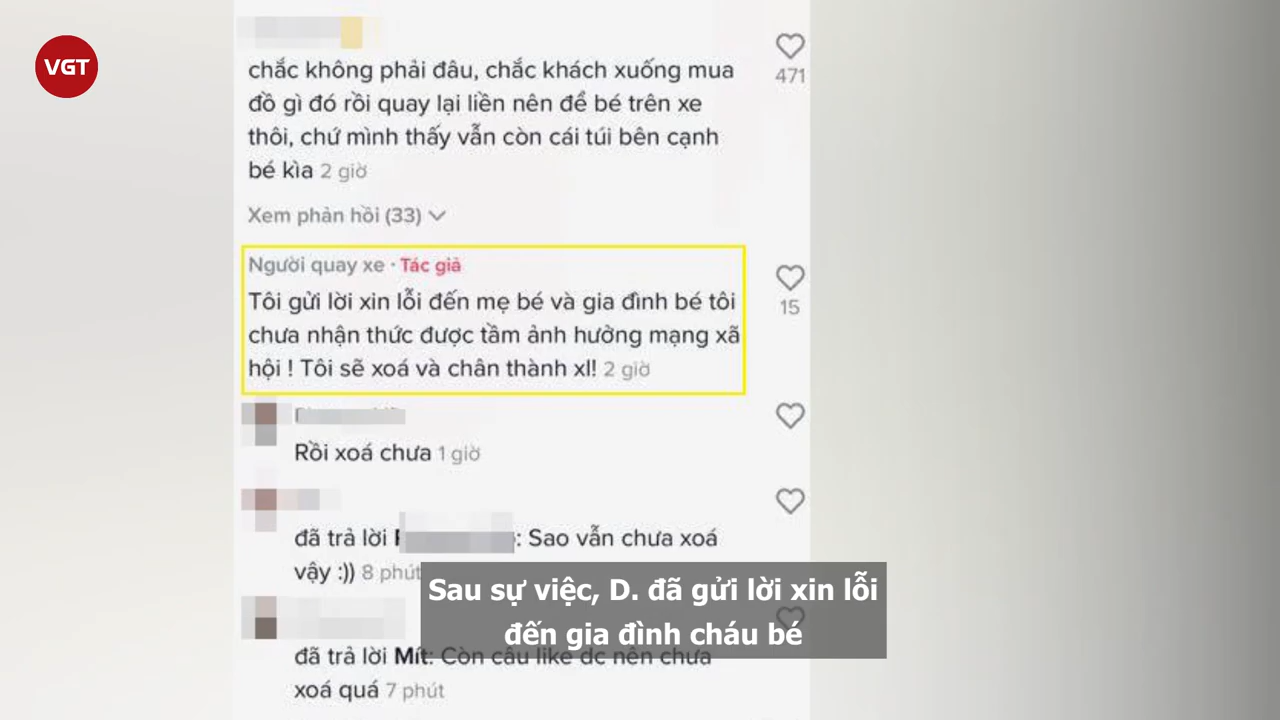 VGT
chắc không phải đâu, chắc khách xuống mua
đồ gì đó rồi quay lại liền nên để bé trên xe
thôi, chứ mình thấy vẫn còn cái túi bên cạnh
bé kìa 2 giờ
471
Xem phản hồi (33)
Người quay xe · Tác giả
Tôi gửi lời xin lỗi đến mẹ bé và gia đình bé tôi
chưa nhận thức được tầm ảnh hưởng mạng xã
hội ! Tôi sẽ xoá và chân thành xl! 2 giờ
15
Rồi xoá chưa 1 giờ
đã trả lời : Sao vẫn chưa xoá
vậy :)) 8 phút
Sau sự việc, D. đã gửi lời xin lỗi
đến gia đình cháu bé
đã trả lời Mít: Còn câu like dc nên chưa
xoá quá 7 phút